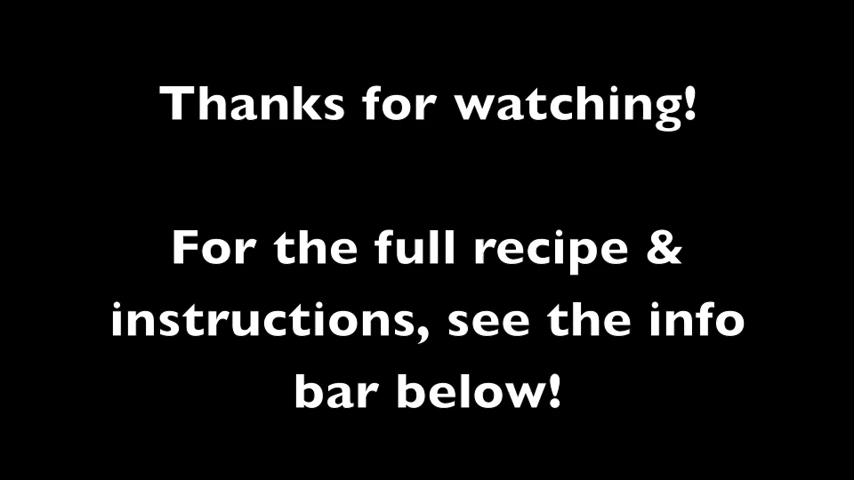 Thanks for watching!
For the full recipe &
instructions, see the info
bar below!